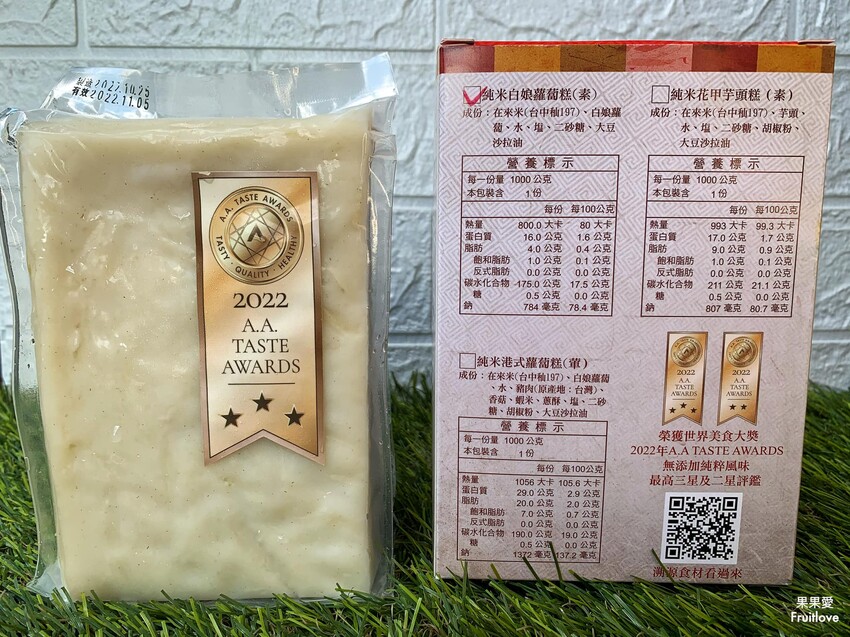 製造2022.10.25
有效2022.11.05
A.A. TASTE AWARDS
TASTY · QUALITY · HEALTH
2022
A.A.
TASTE
AWARDS
純米白娘蘿蔔糕(素)
成份：在來米(台中秈197)、白娘蘿
蔔、水、塩、二砂糖、大豆
沙拉油
營養標示
每一份量 1000 公克
本包裝含 1 份
每份 每100公克
熱量 800.0 大卡 80 大卡
蛋白質 16.0 公克 1.6 公克
脂肪 4.0 公克 0.4 公克
飽和脂肪 1.0 公克 0.1 公克
反式脂肪 0.0 公克 0.0 公克
碳水化合物 175.0 公克 17.5 公克
糖 0.5 公克 0.0 公克
鈉 784 毫克 78.4 毫克
純米花甲芋頭糕(素)
成份：在來米(台中秈197)、芋頭、
水、塩、二砂糖、胡椒粉、
大豆沙拉油
營養標示
每一份量 1000 公克
本包裝含 1 份
每份 每100公克
熱量 993 大卡 99.3 大卡
蛋白質 17.0 公克 1.7 公克
脂肪 9.0 公克 0.9 公克
飽和脂肪 1.0 公克 0.1 公克
反式脂肪 0.0 公克 0.0 公克
碳水化合物 211 公克 21.1 公克
糖 0.5 公克 0.0 公克
鈉 807 毫克 80.7 毫克
純米港式蘿蔔糕(葷)
成份：在來米(台中秈197)、白娘蘿蔔
、水、豬肉(原產地：台灣)、
香菇、蝦米、蔥酥、塩、二砂
糖、胡椒粉、大豆沙拉油
營養標示
每一份量 1000 公克
本包裝含 1 份
每份 每100公克
熱量 1056 大卡 105.6 大卡
蛋白質 29.0 公克 2.9 公克
脂肪 20.0 公克 2.0 公克
飽和脂肪 7.0 公克 0.7 公克
反式脂肪 0.0 公克 0.0 公克
碳水化合物 190.0 公克 19.0 公克
糖 0.5 公克 0.0 公克
鈉 1372 毫克 137.2 毫克
2022
A.A.
TASTE
AWARDS
2022
A.A.
TASTE
AWARDS
榮獲世界美食大獎
2022年A.A TASTE AWARDS
無添加純粹風味
最高三星及二星評鑑
溯源食材看過來
果果愛
Fruitlove